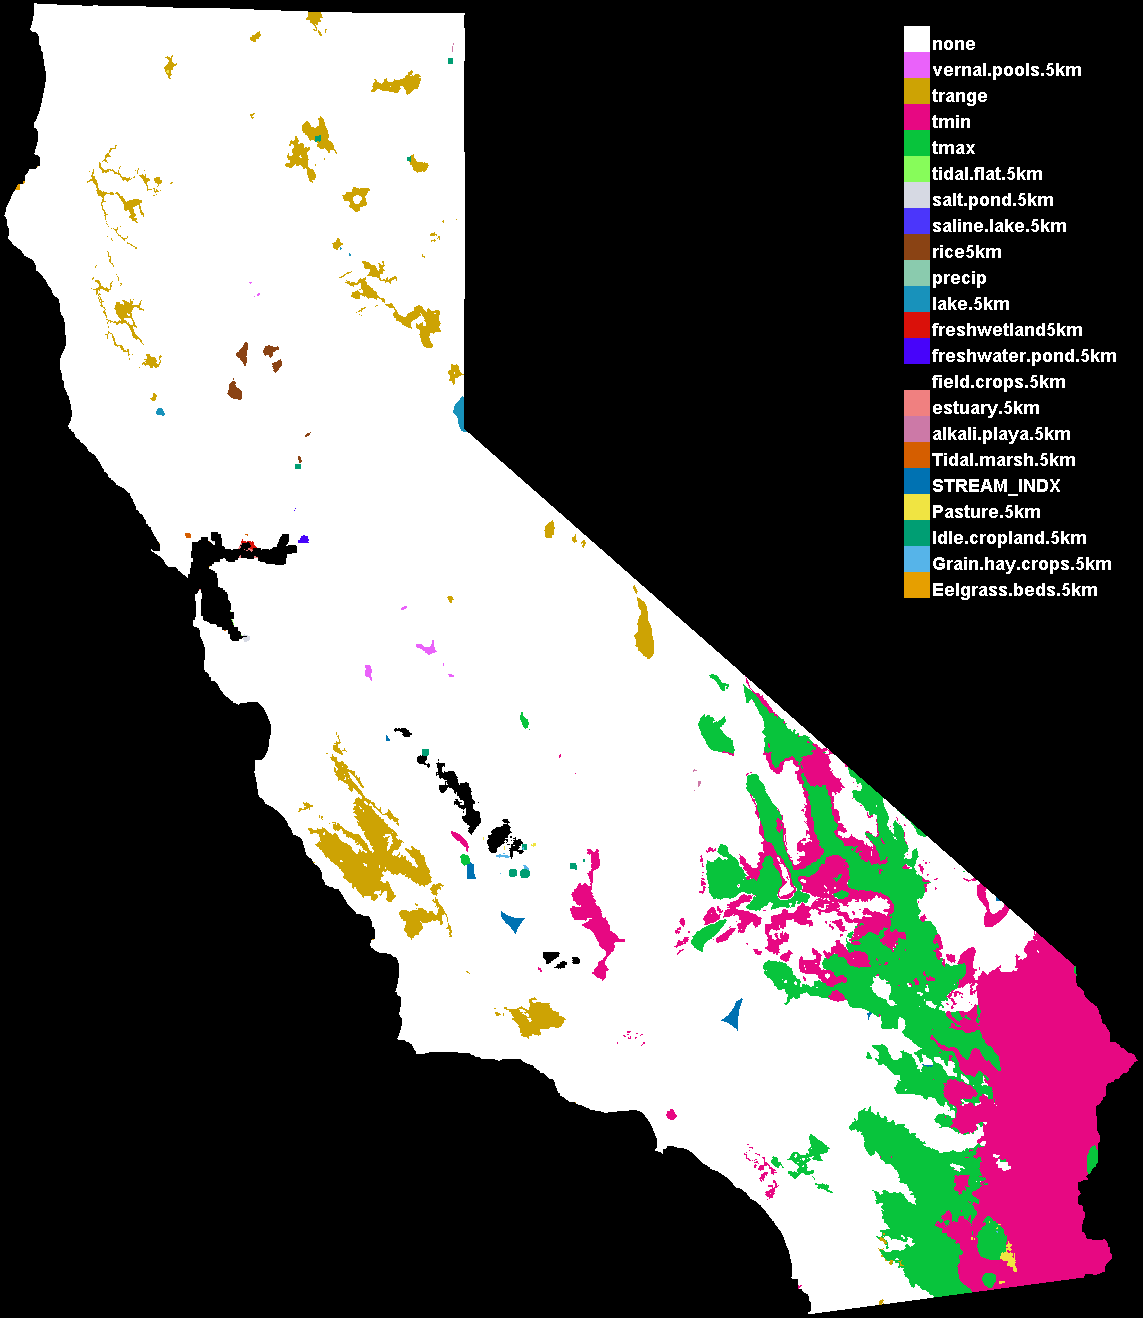 none
vernal.pools.5km
trange
tmin
tmax
tidal.flat.5km
salt.pond.5km
saline.lake.5km
rice5km
precip
lake.5km
freshwetland5km
freshwater.pond.5km
field.crops.5km
estuary.5km
alkali.playa.5km
Tidal.marsh.5km
STREAM_INDX
Pasture.5km
Idle.cropland.5km
Grain.hay.crops.5km
Eelgrass.beds.5km